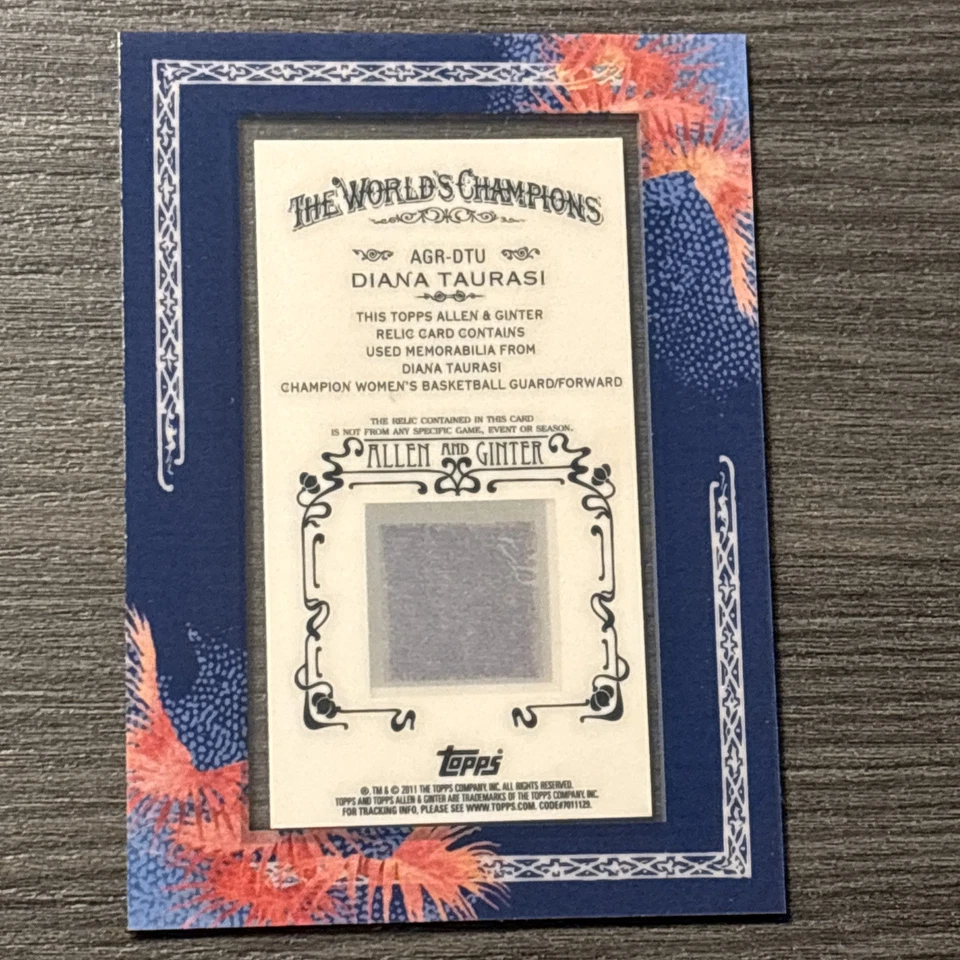 THE WORLD'S CHAMPIONS
AGR-DTU
DIANA TAURASI
THIS TOPPS ALLEN & GINTER
RELIC CARD CONTAINS
USED MEMORABILIA FROM
DIANA TAURASI
CHAMPION WOMEN'S BASKETBALL GUARD/FORWARD
THE RELIC CONTAINED IN THIS CARD
IS NOT FROM ANY SPECIFIC GAME, EVENT OR SEASON.
ALLEN AND GINTER
Topps®
®, TM & © 2011 THE TOPPS COMPANY, INC. ALL RIGHTS RESERVED.
TOPPS AND TOPPS ALLEN & GINTER ARE TRADEMARKS OF THE TOPPS COMPANY, INC.
FOR TRACKING INFO, PLEASE SEE WWW.TOPPS.COM. CODE#7011129.